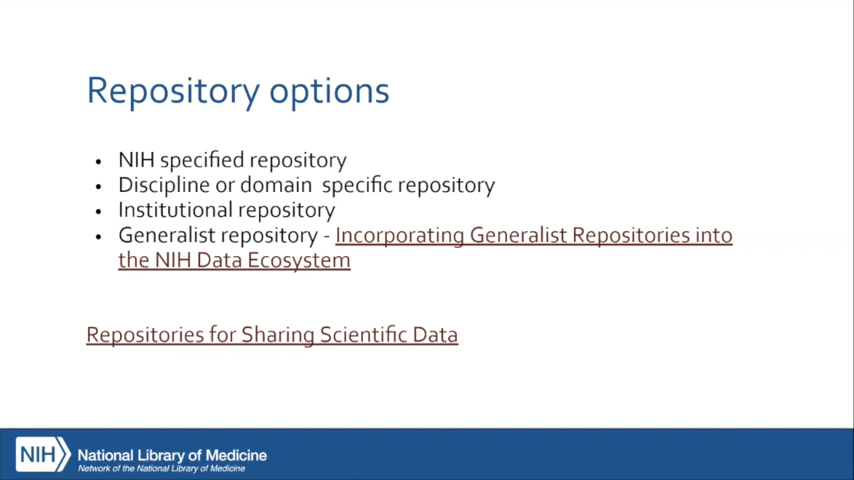 Repository options
• NIH specified repository
• Discipline or domain specific repository
• Institutional repository
• Generalist repository - Incorporating Generalist Repositories into
the NIH Data Ecosystem
Repositories for Sharing Scientific Data
NIH National Library of Medicine
Network of the National Library of Medicine